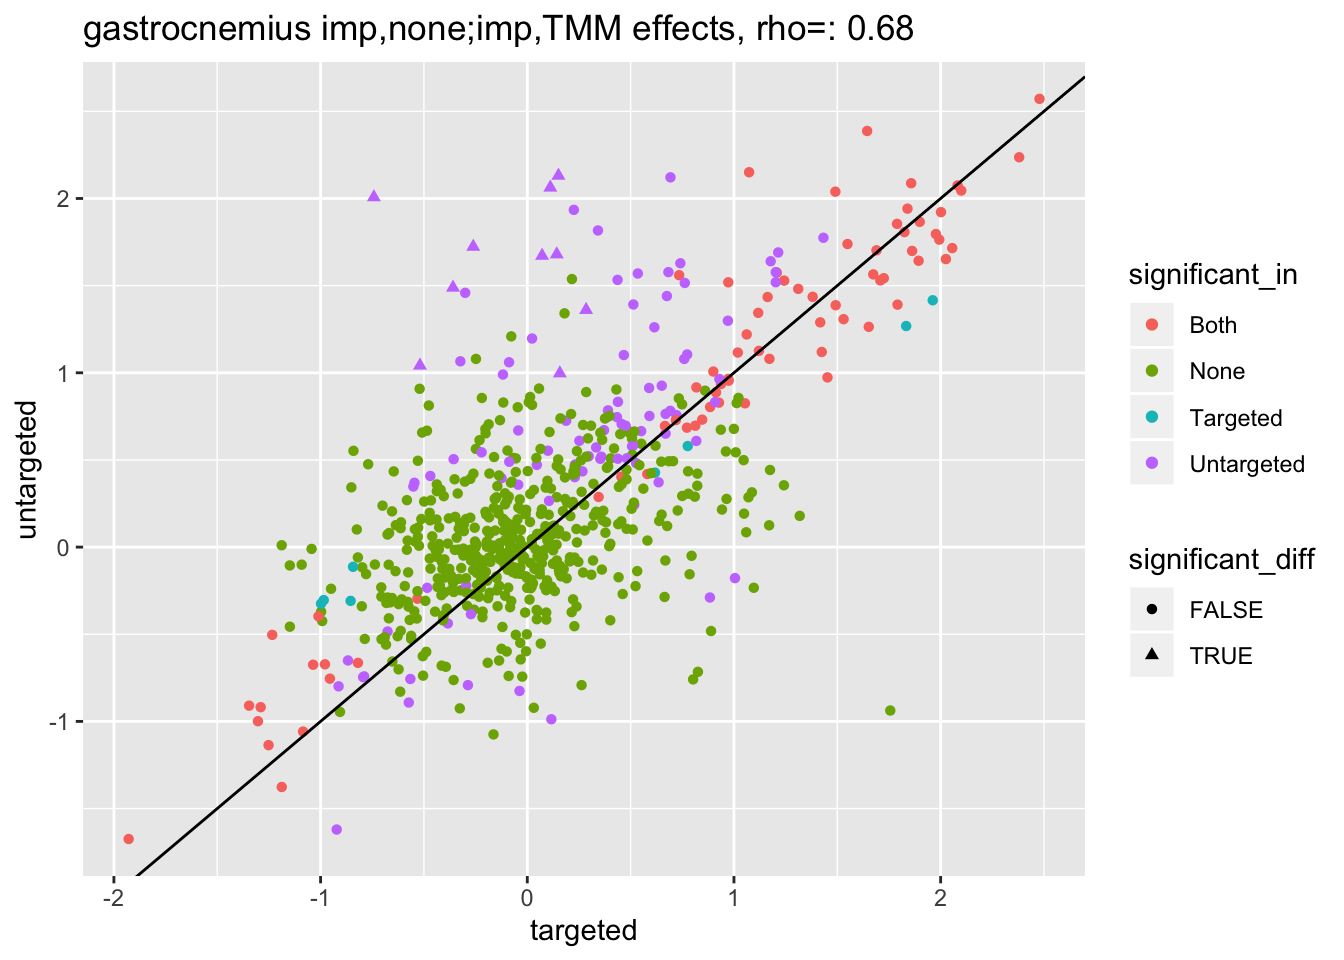 gastrocnemius imp,none;imp,TMM effects, rho=: 0.68
untargeted
2
1
0
-1
-2
-1
0
1
2
targeted
significant_in
Both
None
Targeted
Untargeted
significant_diff
FALSE
TRUE